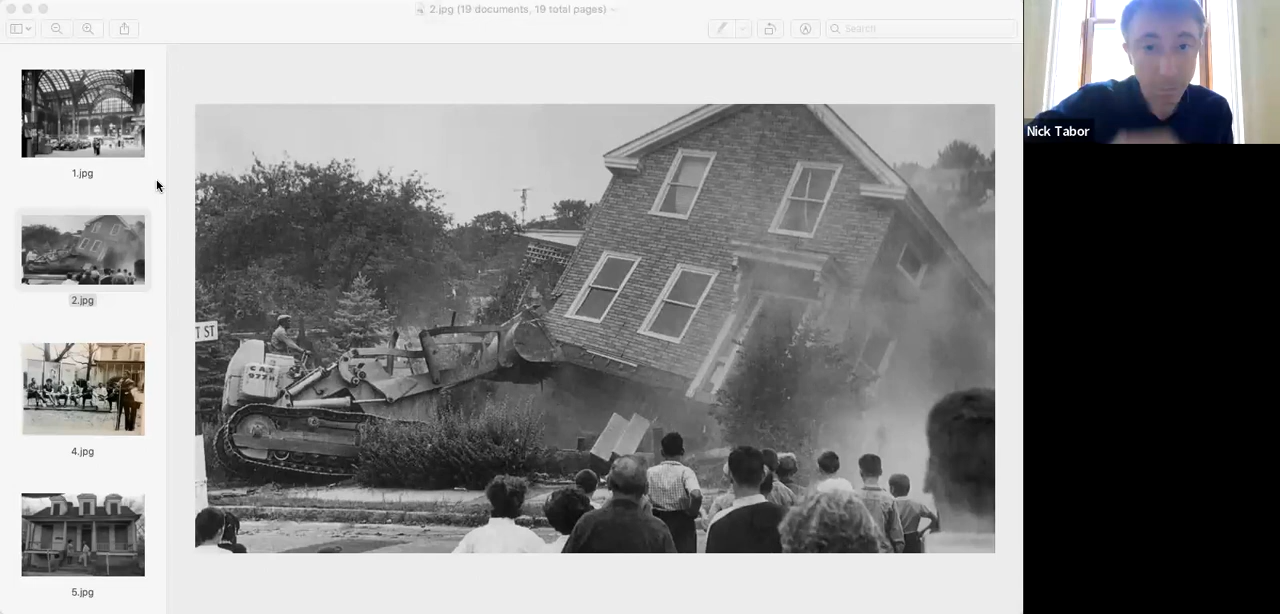 2.jpg (19 documents, 19 total pages)
Search
1.jpg
2.jpg
4.jpg
5.jpg
T ST
CAT
977H
Nick Tabor